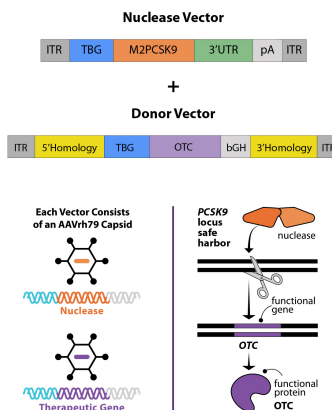 Nuclease Vector
ITR TBG M2PCSK9 3'UTR pA ITR
+
Donor Vector
ITR 5'Homology TBG OTC bGH 3'Homology ITR
Each Vector Consists
of an AAVrh79 Capsid
Nuclease
Therapeutic Gene
PCSK9
locus
safe
harbor
nuclease
functional
gene
OTC
functional
protein
OTC